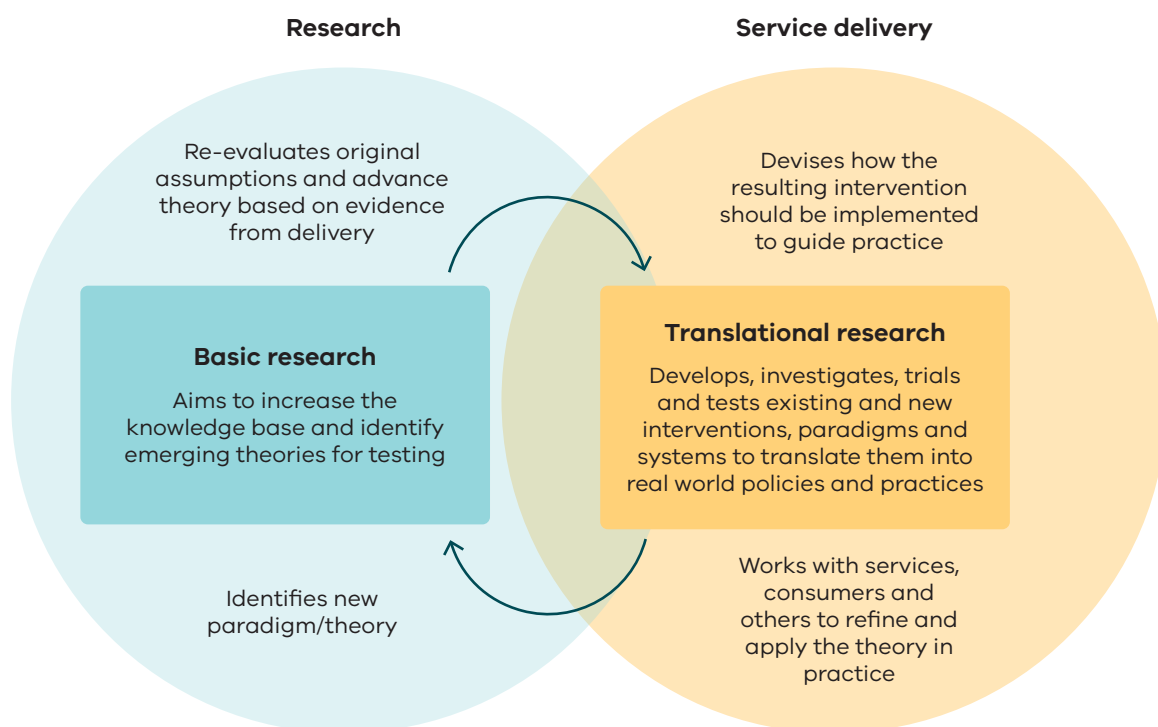 Research
Service delivery
Re-evaluates original
assumptions and advance
theory based on evidence
from delivery
Devises how the
resulting intervention
should be implemented
to guide practice
Basic research
Aims to increase the
knowledge base and identify
emerging theories for testing
Translational research
Develops, investigates, trials
and tests existing and new
interventions, paradigms and
systems to translate them into
real world policies and practices
Identifies new
paradigm/theory
Works with services,
consumers and
others to refine and
apply the theory in
practice